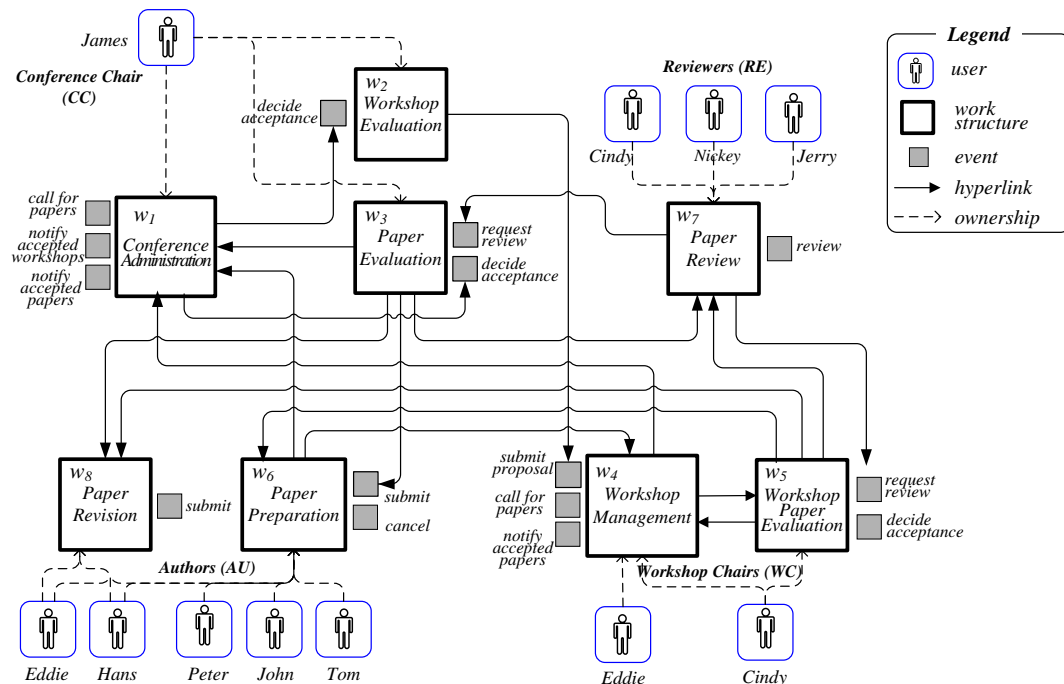 James
Conference Chair
(CC)
w2
Workshop
Evaluation
decide
acceptance
Reviewers (RE)
Cindy
Nickey
Jerry
Legend
user
work
structure
event
hyperlink
ownership
call for
papers
notify
accepted
workshops
notify
accepted
papers
w1
Conference
Administration
w3
Paper
Evaluation
request
review
decide
acceptance
w7
Paper
Review
review
w8
Paper
Revision
submit
w6
Paper
Preparation
submit
cancel
submit
proposal
call for
papers
notify
accepted
papers
w4
Workshop
Management
w5
Workshop
Paper
Evaluation
request
review
decide
acceptance
Authors (AU)
Workshop Chairs (WC)
Eddie
Hans
Peter
John
Tom
Eddie
Cindy